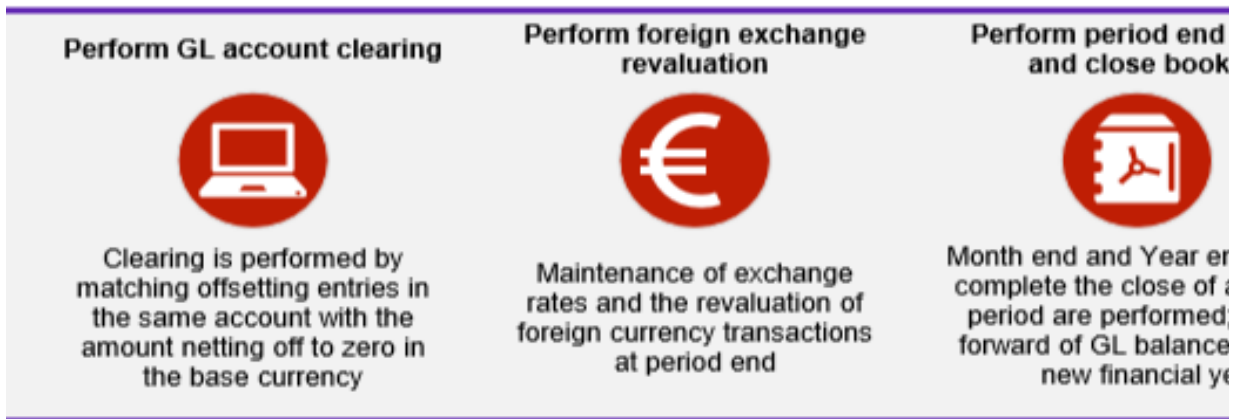 Perform GL account clearing
Clearing is performed by
matching offsetting entries in
the same account with the
amount netting off to zero in
the base currency
Perform foreign exchange
revaluation
Maintenance of exchange
rates and the revaluation of
foreign currency transactions
at period end
Perform period end
and close book
Month end and Year
complete the close of
period are performed;
forward of GL balance
new financial